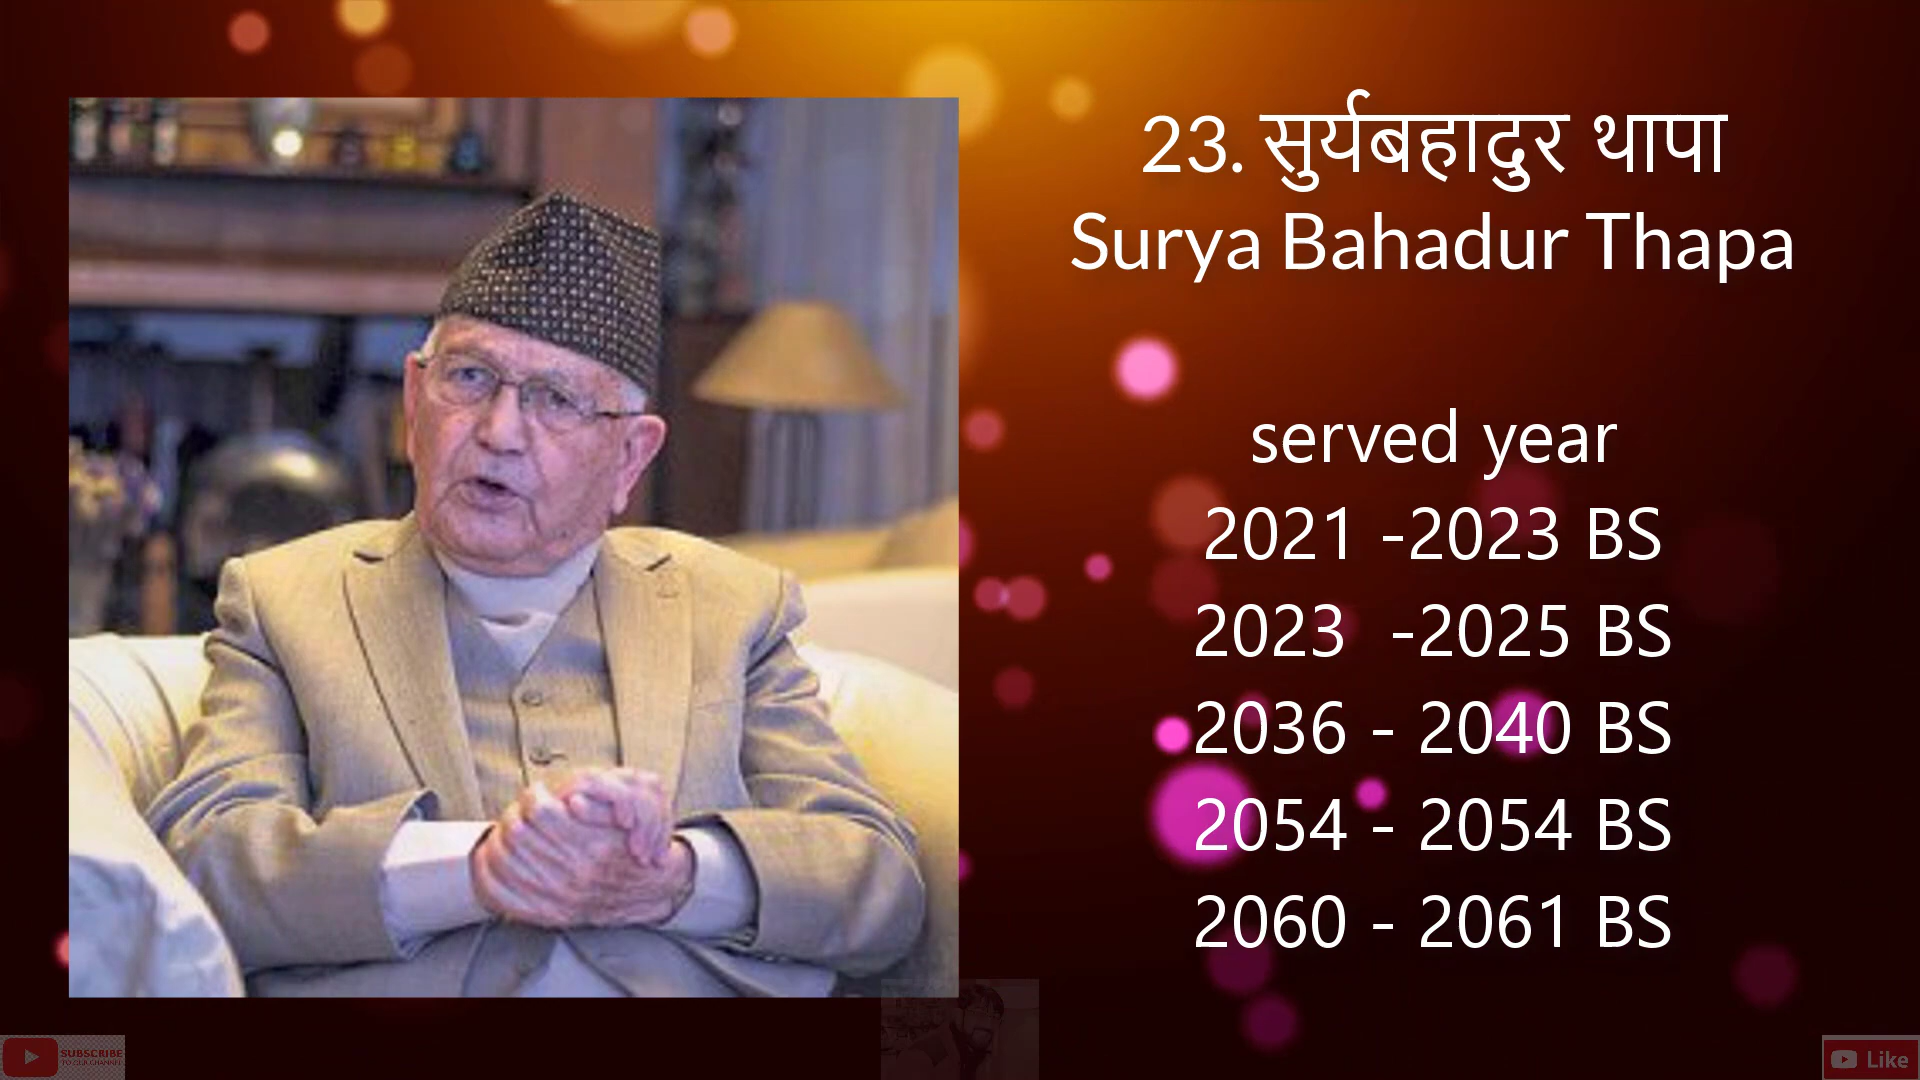 23. सुर्यबहादुर थापा
Surya Bahadur Thapa
served year
2021 -2023 BS
2023 -2025 BS
2036 - 2040 BS
2054 - 2054 BS
2060 - 2061 BS
SUBSCRIBE
Like